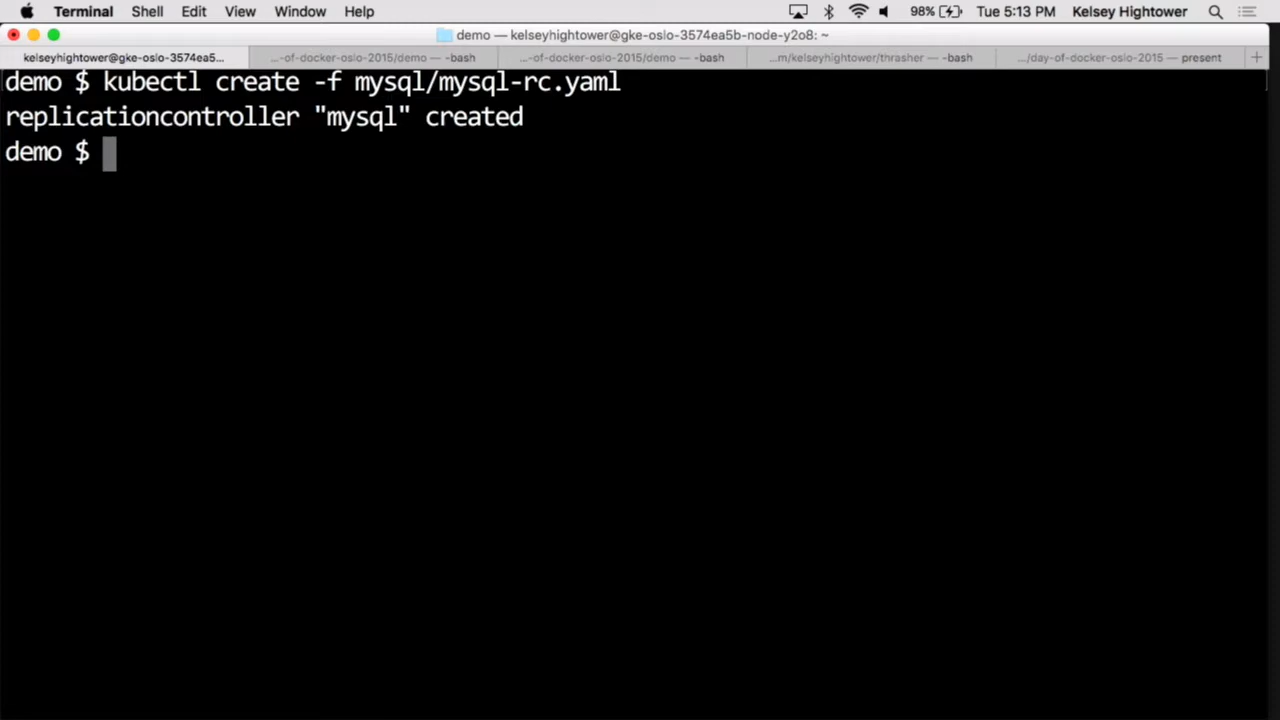 Terminal Shell Edit View Window Help 98% Tue 5:13 PM Kelsey Hightower
demo — kelseyhightower@gke-oslo-3574ea5b-node-y2o8: ~
kelseyhightower@gke-oslo-3574ea5... ...-of-docker-oslo-2015/demo — -bash ...-of-docker-oslo-2015/demo — -bash ...m/kelseyhightower/thrasher — -bash .../day-of-docker-oslo-2015 — present
demo $ kubectl create -f mysql/mysql-rc.yaml
replicationcontroller "mysql" created
demo $